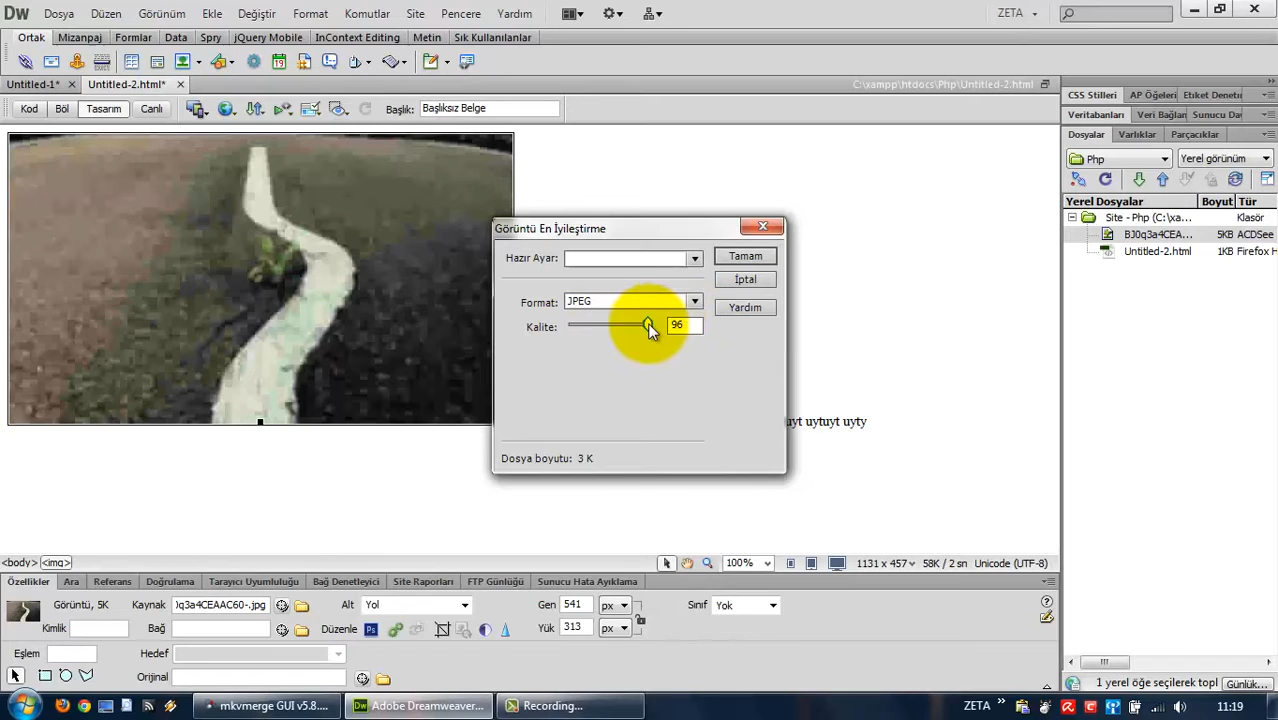 Dw Dosya Düzen Görünüm Ekle Değiştir Format Komutlar Site Pencere Yardım ZETA
Ortak Mizanpaj Formlar Data Spry jQuery Mobile InContext Editing Metin Sık Kullanılanlar
Untitled-1* Untitled-2.html* C:\xampp\htdocs\Php\Untitled-2.html
Kod Böl Tasarım Canlı Başlık: Başlıksız Belge
CSS Stilleri AP Öğeleri Etiket Denetı
Veritabanları Veri Bağları Sunucu Da
Dosyalar Varlıklar Parçacıklar
Php Yerel görünüm
Yerel Dosyalar Boyut Tür
Site - Php (C:\xa... Klasör
BJ0q3a4CEA... 5KB ACDSee
Untitled-2.html 1KB Firefox H
Görüntü En İyileştirme
Hazır Ayar: Tamam
İptal
Format: JPEG Yardım
Kalite: 96
uyt uytuyt uyty
Dosya boyutu: 3 K
<body> <img> 100% 1131 x 457 58K / 2 sn Unicode (UTF-8)
Özellikler Ara Referans Doğrulama Tarayıcı Uyumluluğu Bağ Denetleyici Site Raporları FTP Günlüğü Sunucu Hata Ayıklama
Görüntü, 5K Kaynak )q3a4CEAAC60-.jpg Alt Yol Gen 541 px Sınıf Yok
Kimlik Bağ Düzenle Ps Yük 313 px
Eşlem Hedef
Orijinal
1 yerel öğe seçilerek topl Günlük...
mkvmerge GUI v5.8.... Adobe Dreamweaver... Recording... ZETA 11:19